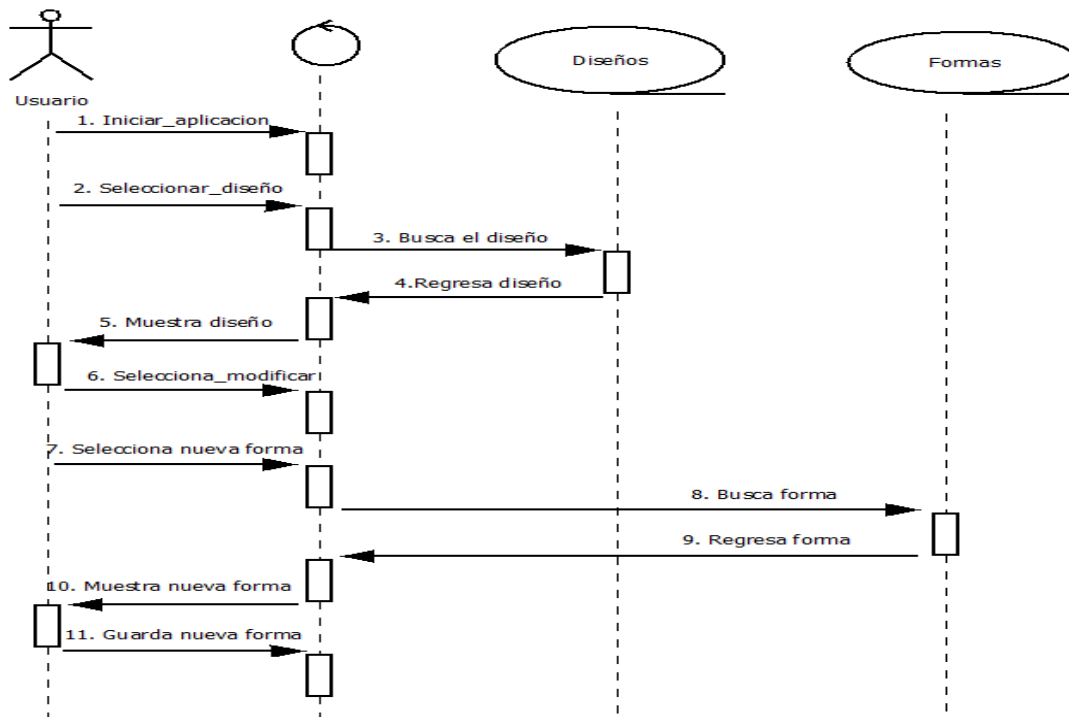 Usuario
Diseños
Formas
1. Iniciar_aplicacion
2. Seleccionar_diseño
3. Busca el diseño
4.Regresa diseño
5. Muestra diseño
6. Selecciona_modificar
7. Selecciona nueva forma
8. Busca forma
9. Regresa forma
10. Muestra nueva forma
11. Guarda nueva forma